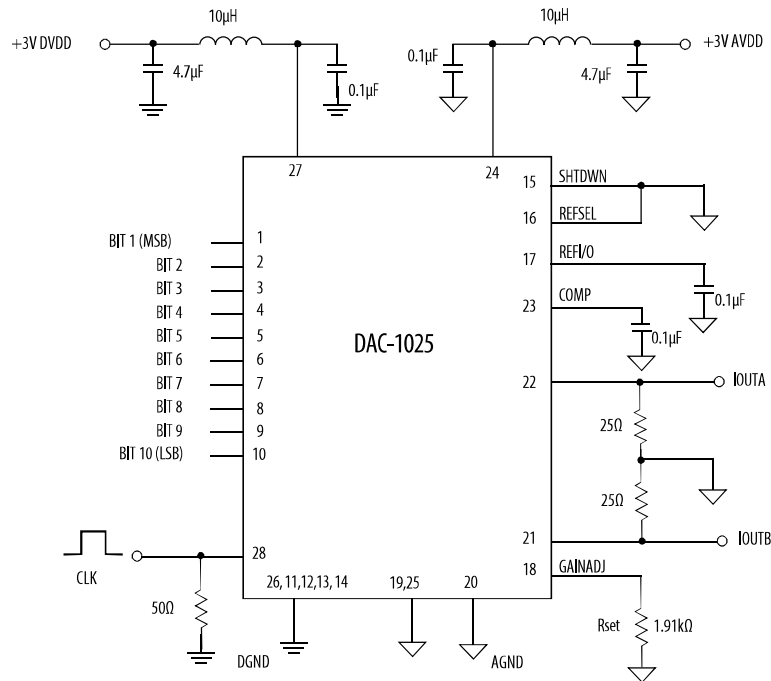 10µH
10µH
+3V DVDD
+3V AVDD
4.7µF
0.1µF
0.1µF
4.7µF
27
24
15 SHTDWN
16 REFSEL
17 REFI/O
0.1µF
23 COMP
0.1µF
BIT 1 (MSB) 1
BIT 2 2
BIT 3 3
BIT 4 4
BIT 5 5
BIT 6 6
BIT 7 7
BIT 8 8
BIT 9 9
BIT 10 (LSB) 10
DAC-1025
22 IOUTA
25Ω
25Ω
21 IOUTB
28
CLK
50Ω
18 GAINADJ
Rset 1.91kΩ
26, 11,12,13, 14
19,25
20
DGND
AGND